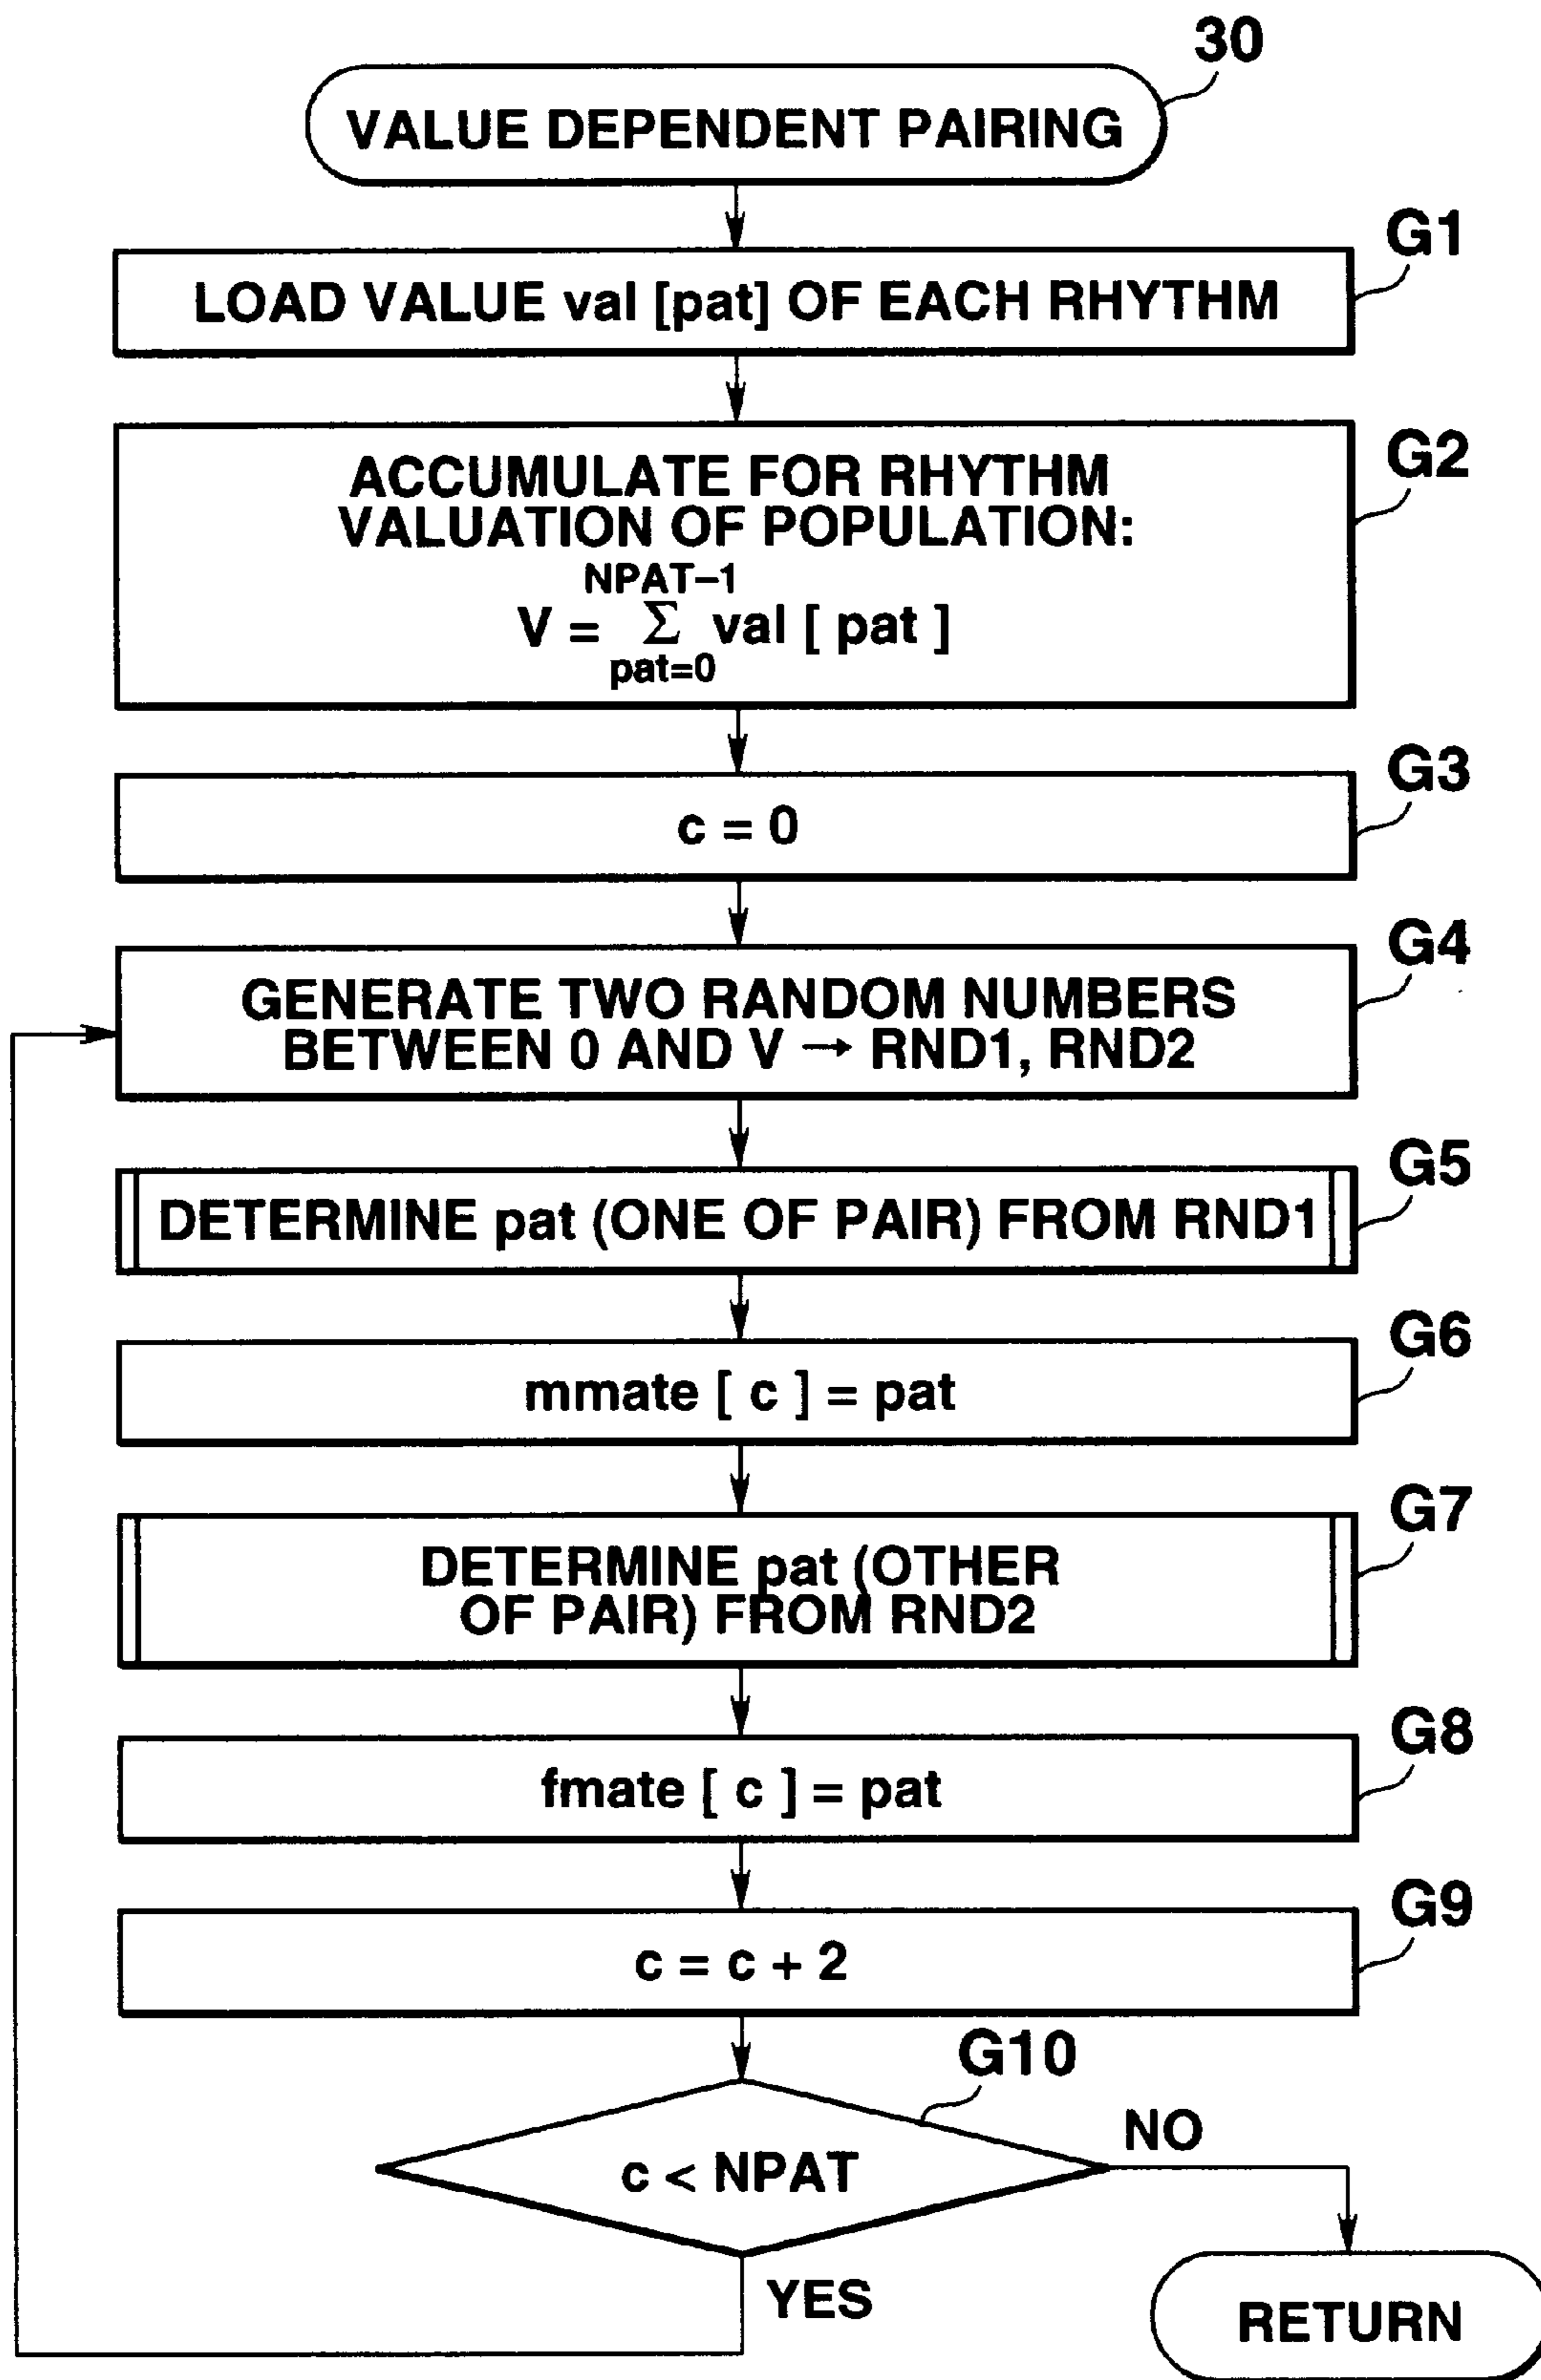 30
VALUE DEPENDENT PAIRING
G1
LOAD VALUE val [pat] OF EACH RHYTHM
G2
ACCUMULATE FOR RHYTHM
VALUATION OF POPULATION:
NPAT–1
V = Σ val [ pat ]
pat=0
G3
c = 0
G4
GENERATE TWO RANDOM NUMBERS
BETWEEN 0 AND V → RND1, RND2
G5
DETERMINE pat (ONE OF PAIR) FROM RND1
G6
mmate [ c ] = pat
G7
DETERMINE pat (OTHER
OF PAIR) FROM RND2
G8
fmate [ c ] = pat
G9
c = c + 2
G10
c < NPAT
NO
YES
RETURN